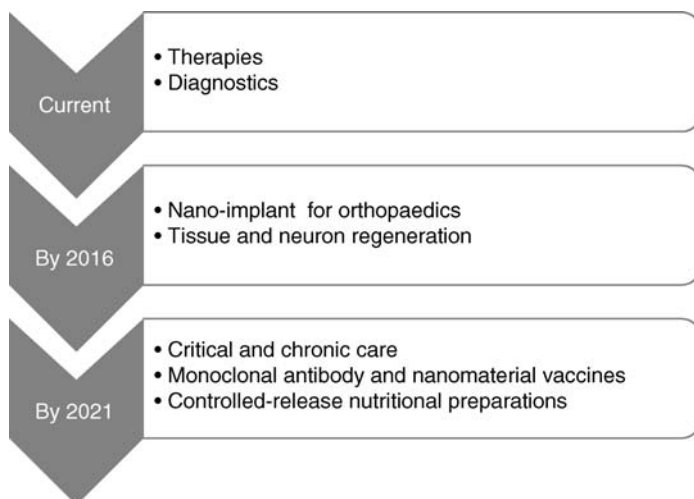 Current
• Therapies
• Diagnostics
By 2016
• Nano-implant for orthopaedics
• Tissue and neuron regeneration
By 2021
• Critical and chronic care
• Monoclonal antibody and nanomaterial vaccines
• Controlled-release nutritional preparations